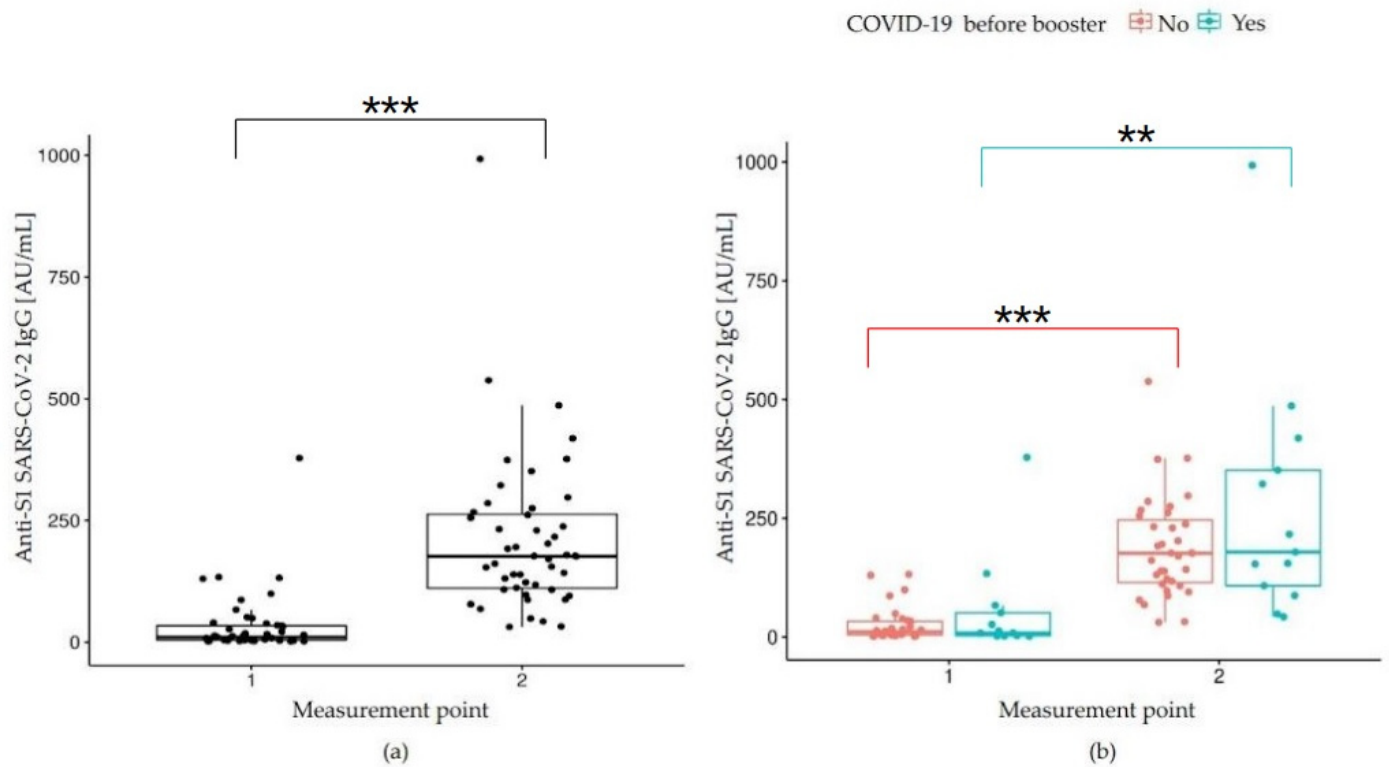 COVID-19 before booster No Yes
***
1000
750
500
250
0
Anti-S1 SARS-CoV-2 IgG [AU/mL]
1 2
Measurement point
(a)
**
***
1000
750
500
250
0
Anti-S1 SARS-CoV-2 IgG [AU/mL]
1 2
Measurement point
(b)